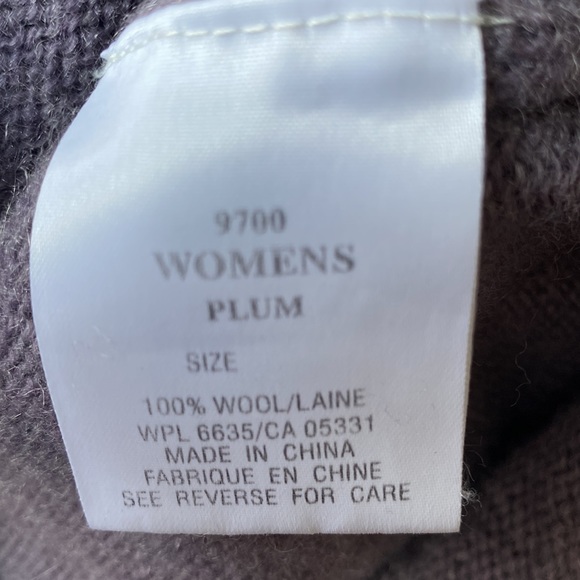 9700
WOMENS
PLUM
SIZE
100% WOOL/LAINE
WPL 6635/CA 05331
MADE IN CHINA
FABRIQUE EN CHINE
SEE REVERSE FOR CARE